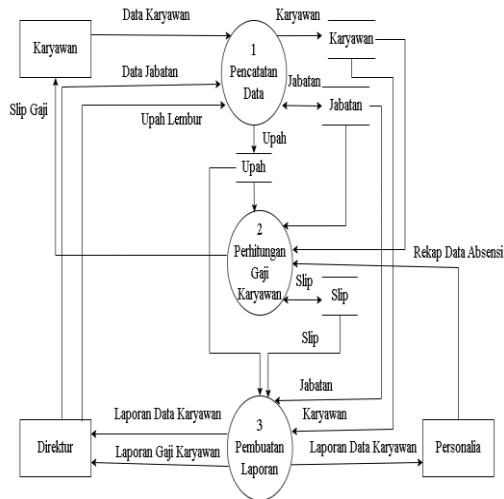 Data Karyawan
Karyawan
Karyawan
1
Pencatatan
Data
Karyawan
Data Jabatan
Jabatan
Slip Gaji
Upah Lembur
Jabatan
Upah
Upah
2
Perhitungan
Gaji
Karyawan
Rekap Data Absensi
Slip
Slip
Slip
Jabatan
Laporan Data Karyawan
Karyawan
Direktur
3
Pembuatan
Laporan
Laporan Gaji Karyawan
Laporan Data Karyawan
Personalia